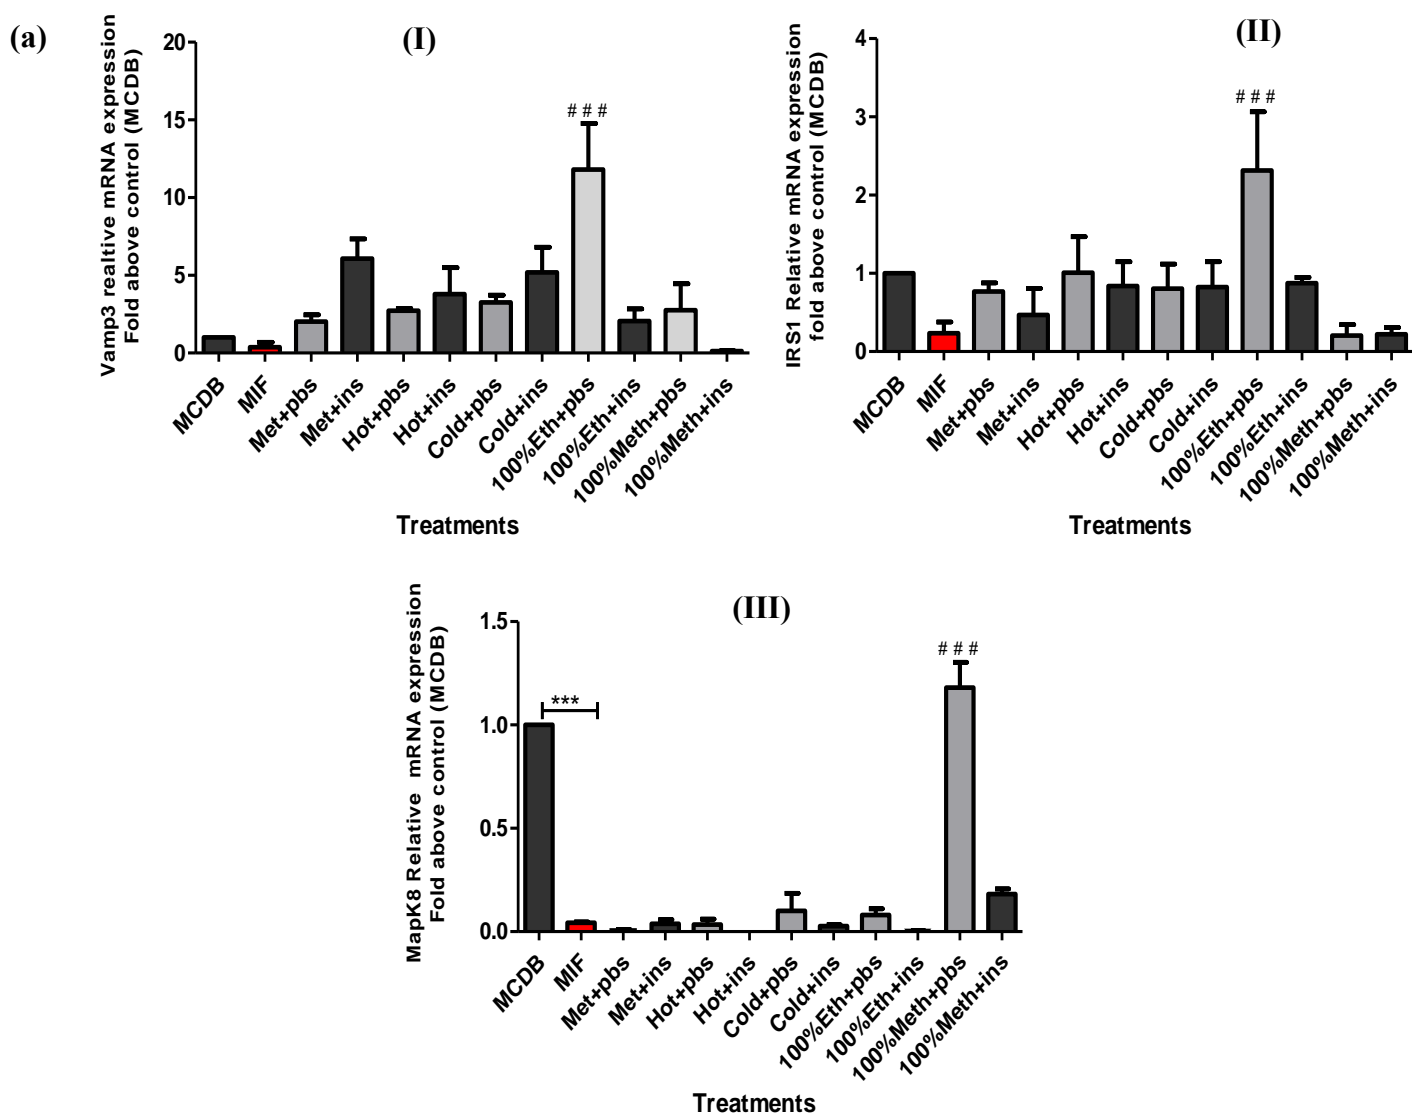 (a)
(I)
Vamp3 realtive mRNA expression
Fold above control (MCDB)
20
15
10
5
0
# # #
MCDB
MIF
Met+pbs
Met+ins
Hot+pbs
Hot+ins
Cold+pbs
Cold+ins
100%Eth+pbs
100%Eth+ins
100%Meth+pbs
100%Meth+ins
Treatments
(II)
IRS1 Relative mRNA expression
fold above control (MCDB)
4
3
2
1
0
# # #
MCDB
MIF
Met+pbs
Met+ins
Hot+pbs
Hot+ins
Cold+pbs
Cold+ins
100%Eth+pbs
100%Eth+ins
100%Meth+pbs
100%Meth+ins
Treatments
(III)
MapK8 Relative mRNA expression
Fold above control (MCDB)
1.5
1.0
0.5
0.0
***
# # #
MCDB
MIF
Met+pbs
Met+ins
Hot+pbs
Hot+ins
Cold+pbs
Cold+ins
100%Eth+pbs
100%Eth+ins
100%Meth+pbs
100%Meth+ins
Treatments